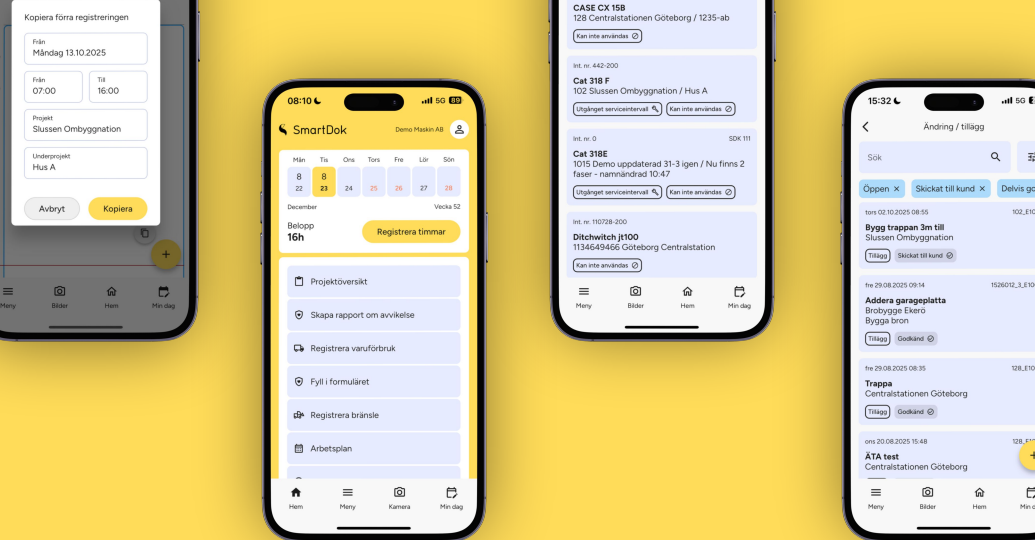 Kopiera förra registreringen
Från
Måndag 13.10.2025
Från
07:00
Till
16:00
Projekt
Slussen Ombyggnation
Underprojekt
Hus A
Avbryt
Kopiera
Meny
Bilder
Hem
Min dag
08:10
5G 89
SmartDok
Demo Maskin AB
Mån Tis Ons Tors Fre Lör Sön
8 8
22 23 24 25 26 27 28
December
Vecka 52
Belopp
16h
Registrera timmar
Projektöversikt
Skapa rapport om avvikelse
Registrera varuförbruk
Fyll i formuläret
Registrera bränsle
Arbetsplan
Hem
Meny
Kamera
Min dag
CASE CX 15B
128 Centralstationen Göteborg / 1235-ab
Kan inte användas
Int. nr. 442-200
Cat 318 F
102 Slussen Ombyggnation / Hus A
Utgånget serviceintervall
Kan inte användas
Int. nr. 0
SDK 111
Cat 318E
1015 Demo uppdaterad 31-3 igen / Nu finns 2
faser - namnändrad 10:47
Utgånget serviceintervall
Kan inte användas
Int. nr. 110728-200
Ditchwitch jt100
1134649466 Göteborg Centralstation
Kan inte användas
Meny
Bilder
Hem
Min dag
15:32
5G
Ändring / tillägg
Sök
Öppen ×
Skickat till kund ×
Delvis go
tors 02.10.2025 08:55
102_E10
Bygg trappan 3m till
Slussen Ombyggnation
Tillägg
Skickat till kund
fre 29.08.2025 09:14
1526012_3_E10
Addera garageplatta
Brobygge Ekerö
Bygga bron
Tillägg
Godkänd
fre 29.08.2025 08:35
128_E10
Trappa
Centralstationen Göteborg
Tillägg
Godkänd
ons 20.08.2025 15:48
ÄTA test
Centralstationen Göteborg
Meny
Bilder
Hem
Min d